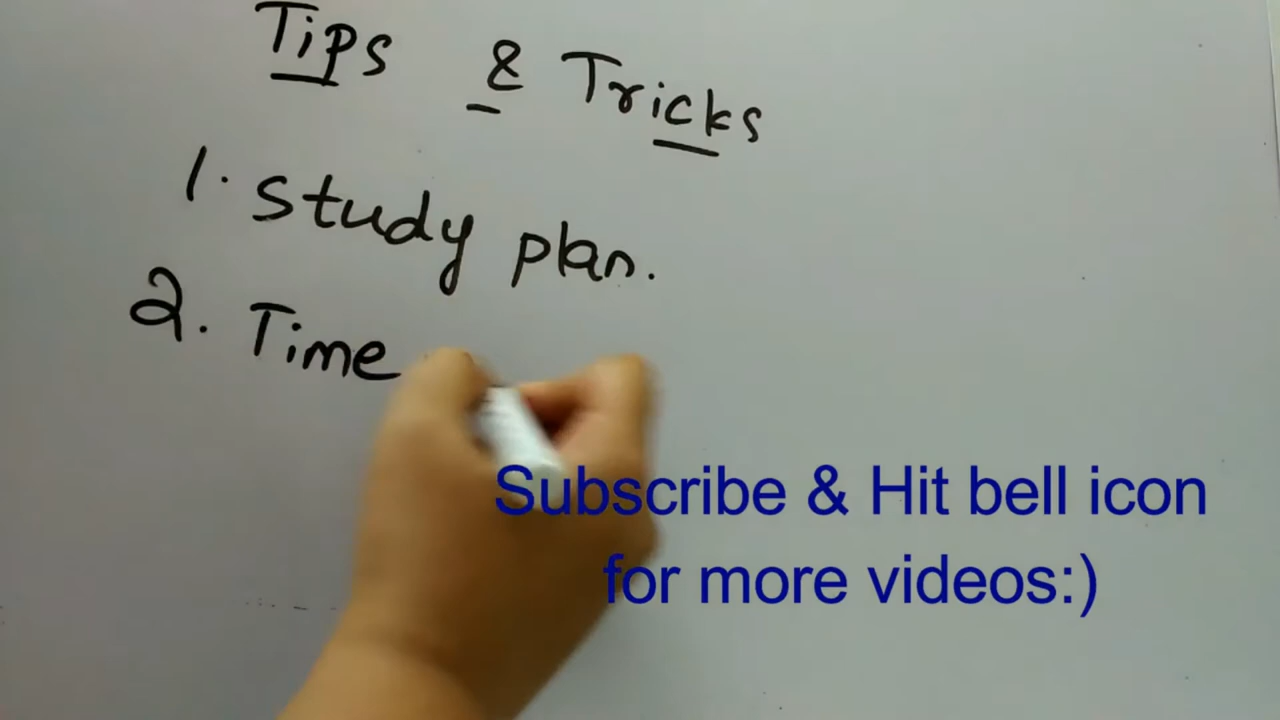 Tips & Tricks
1. Study plan.
2. Time
Subscribe & Hit bell icon
for more videos:)